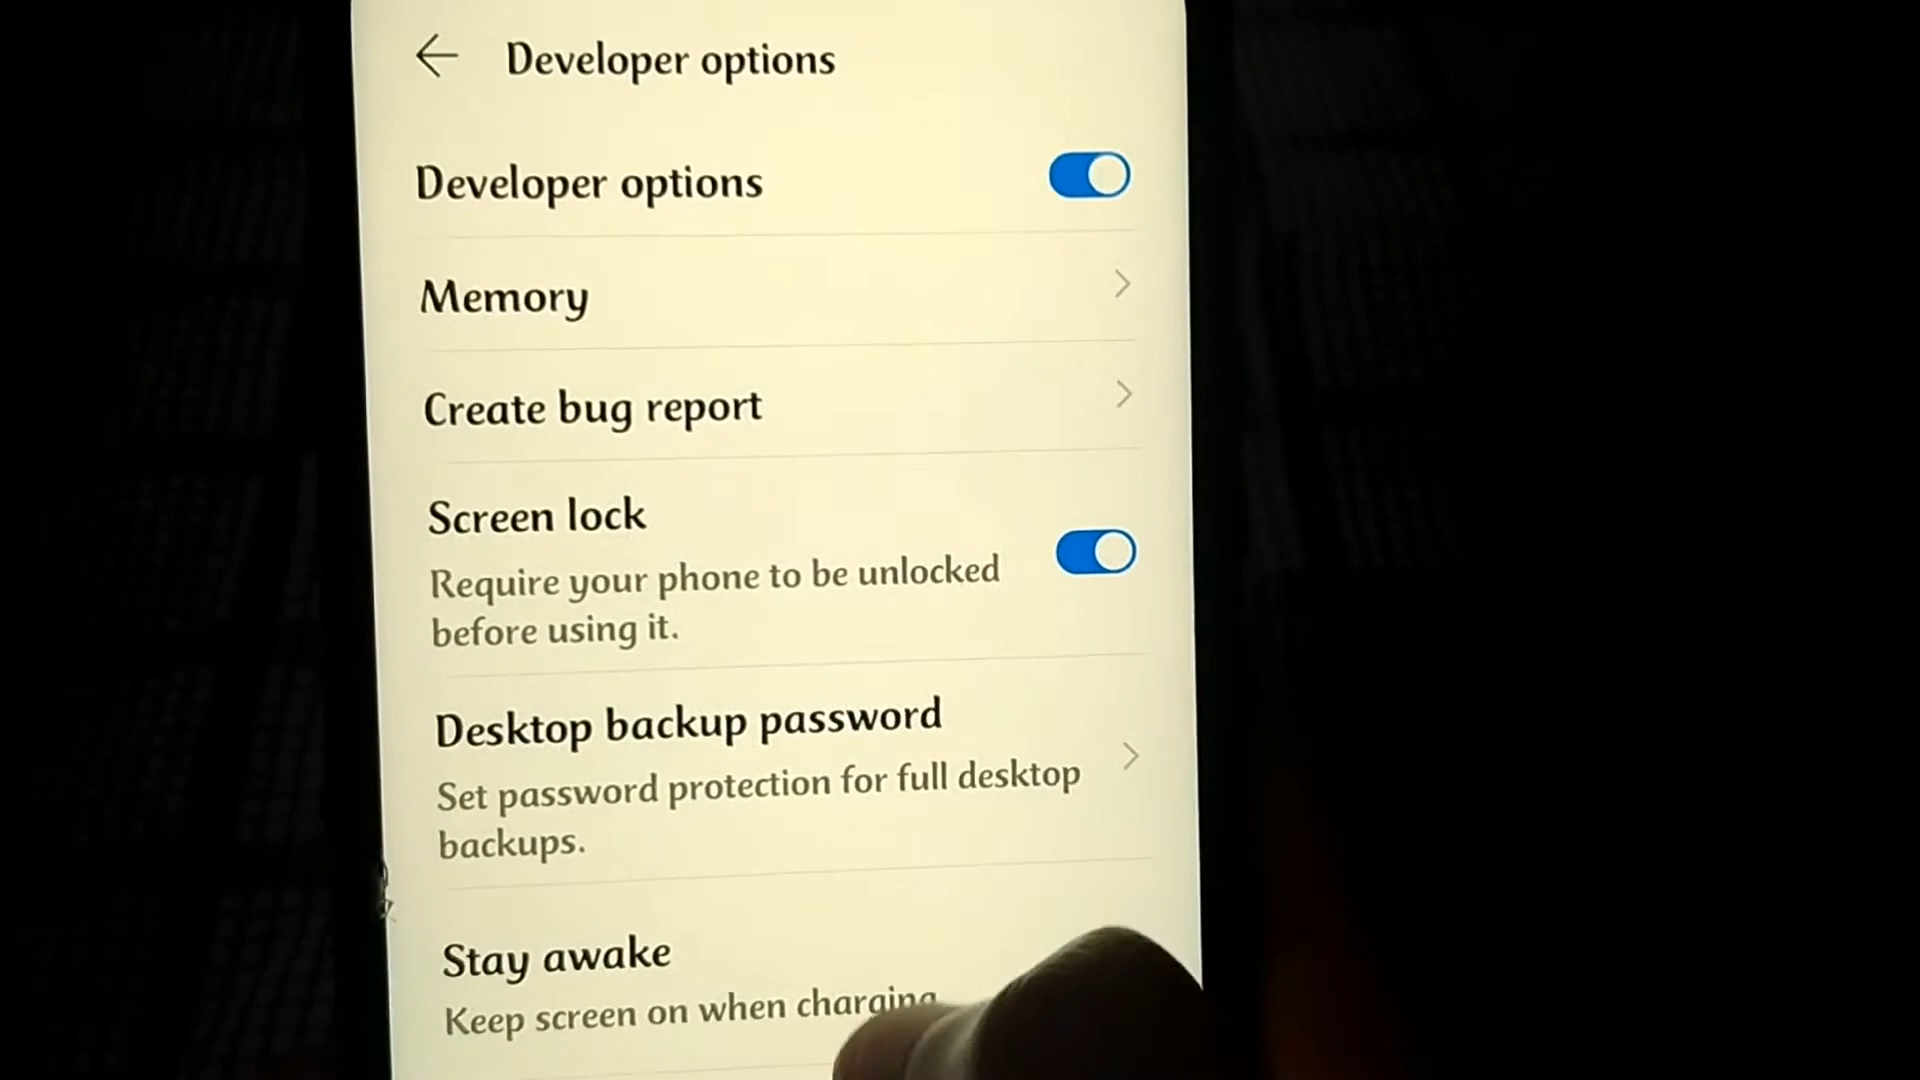 Developer options
Developer options
Memory
Create bug report
Screen lock
Require your phone to be unlocked
before using it.
Desktop backup password
Set password protection for full desktop
backups.
Stay awake
Keep screen on when charging